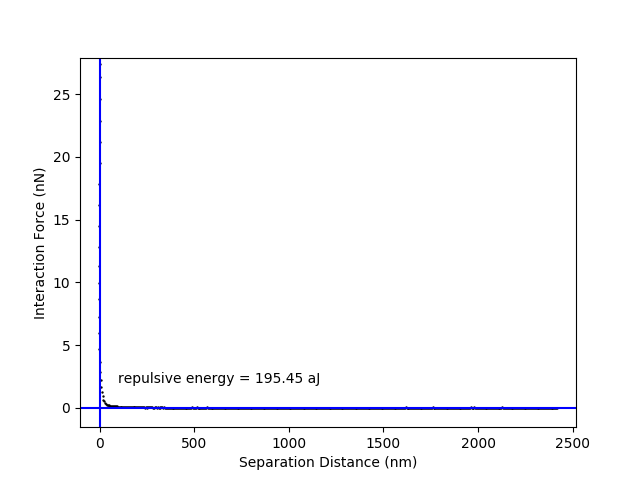 25
20
15
10
5
0
Interaction Force (nN)
repulsive energy = 195.45 aJ
0 500 1000 1500 2000 2500
Separation Distance (nm)